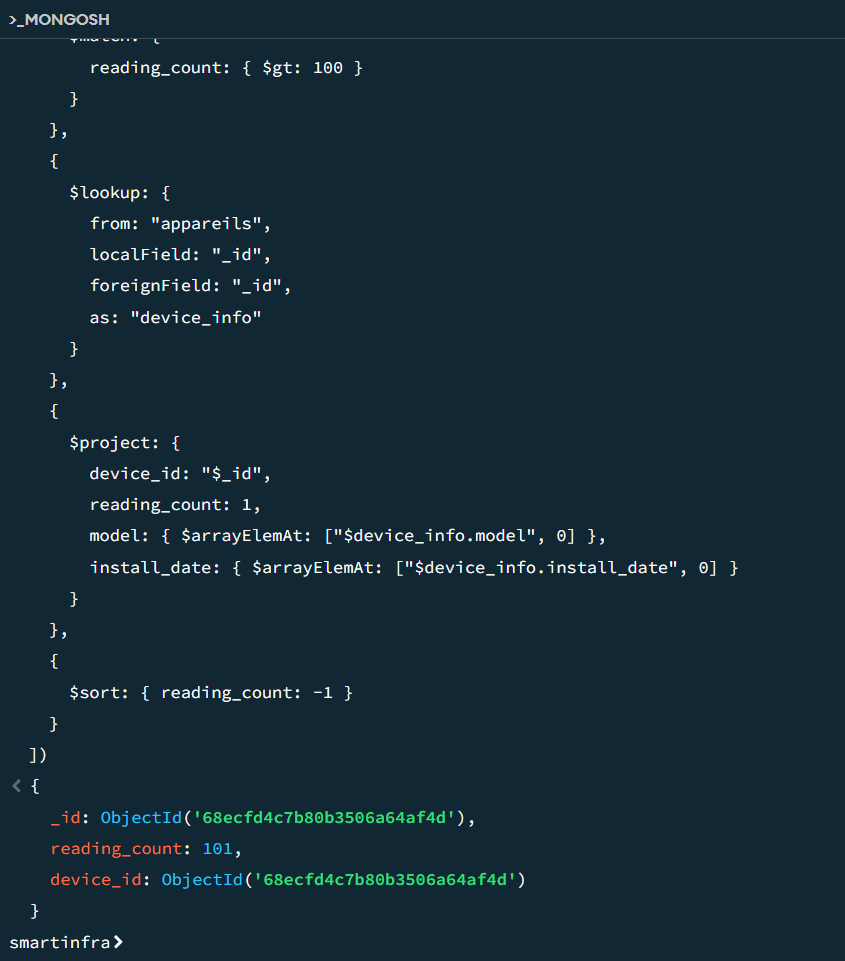 >_MONGOSH
$match: {
reading_count: { $gt: 100 }
}
},
{
$lookup: {
from: "appareils",
localField: "_id",
foreignField: "_id",
as: "device_info"
}
},
{
$project: {
device_id: "$_id",
reading_count: 1,
model: { $arrayElemAt: ["$device_info.model", 0] },
install_date: { $arrayElemAt: ["$device_info.install_date", 0] }
}
},
{
$sort: { reading_count: -1 }
}
])
< {
_id: ObjectId('68ecfd4c7b80b3506a64af4d'),
reading_count: 101,
device_id: ObjectId('68ecfd4c7b80b3506a64af4d')
}
smartinfra>